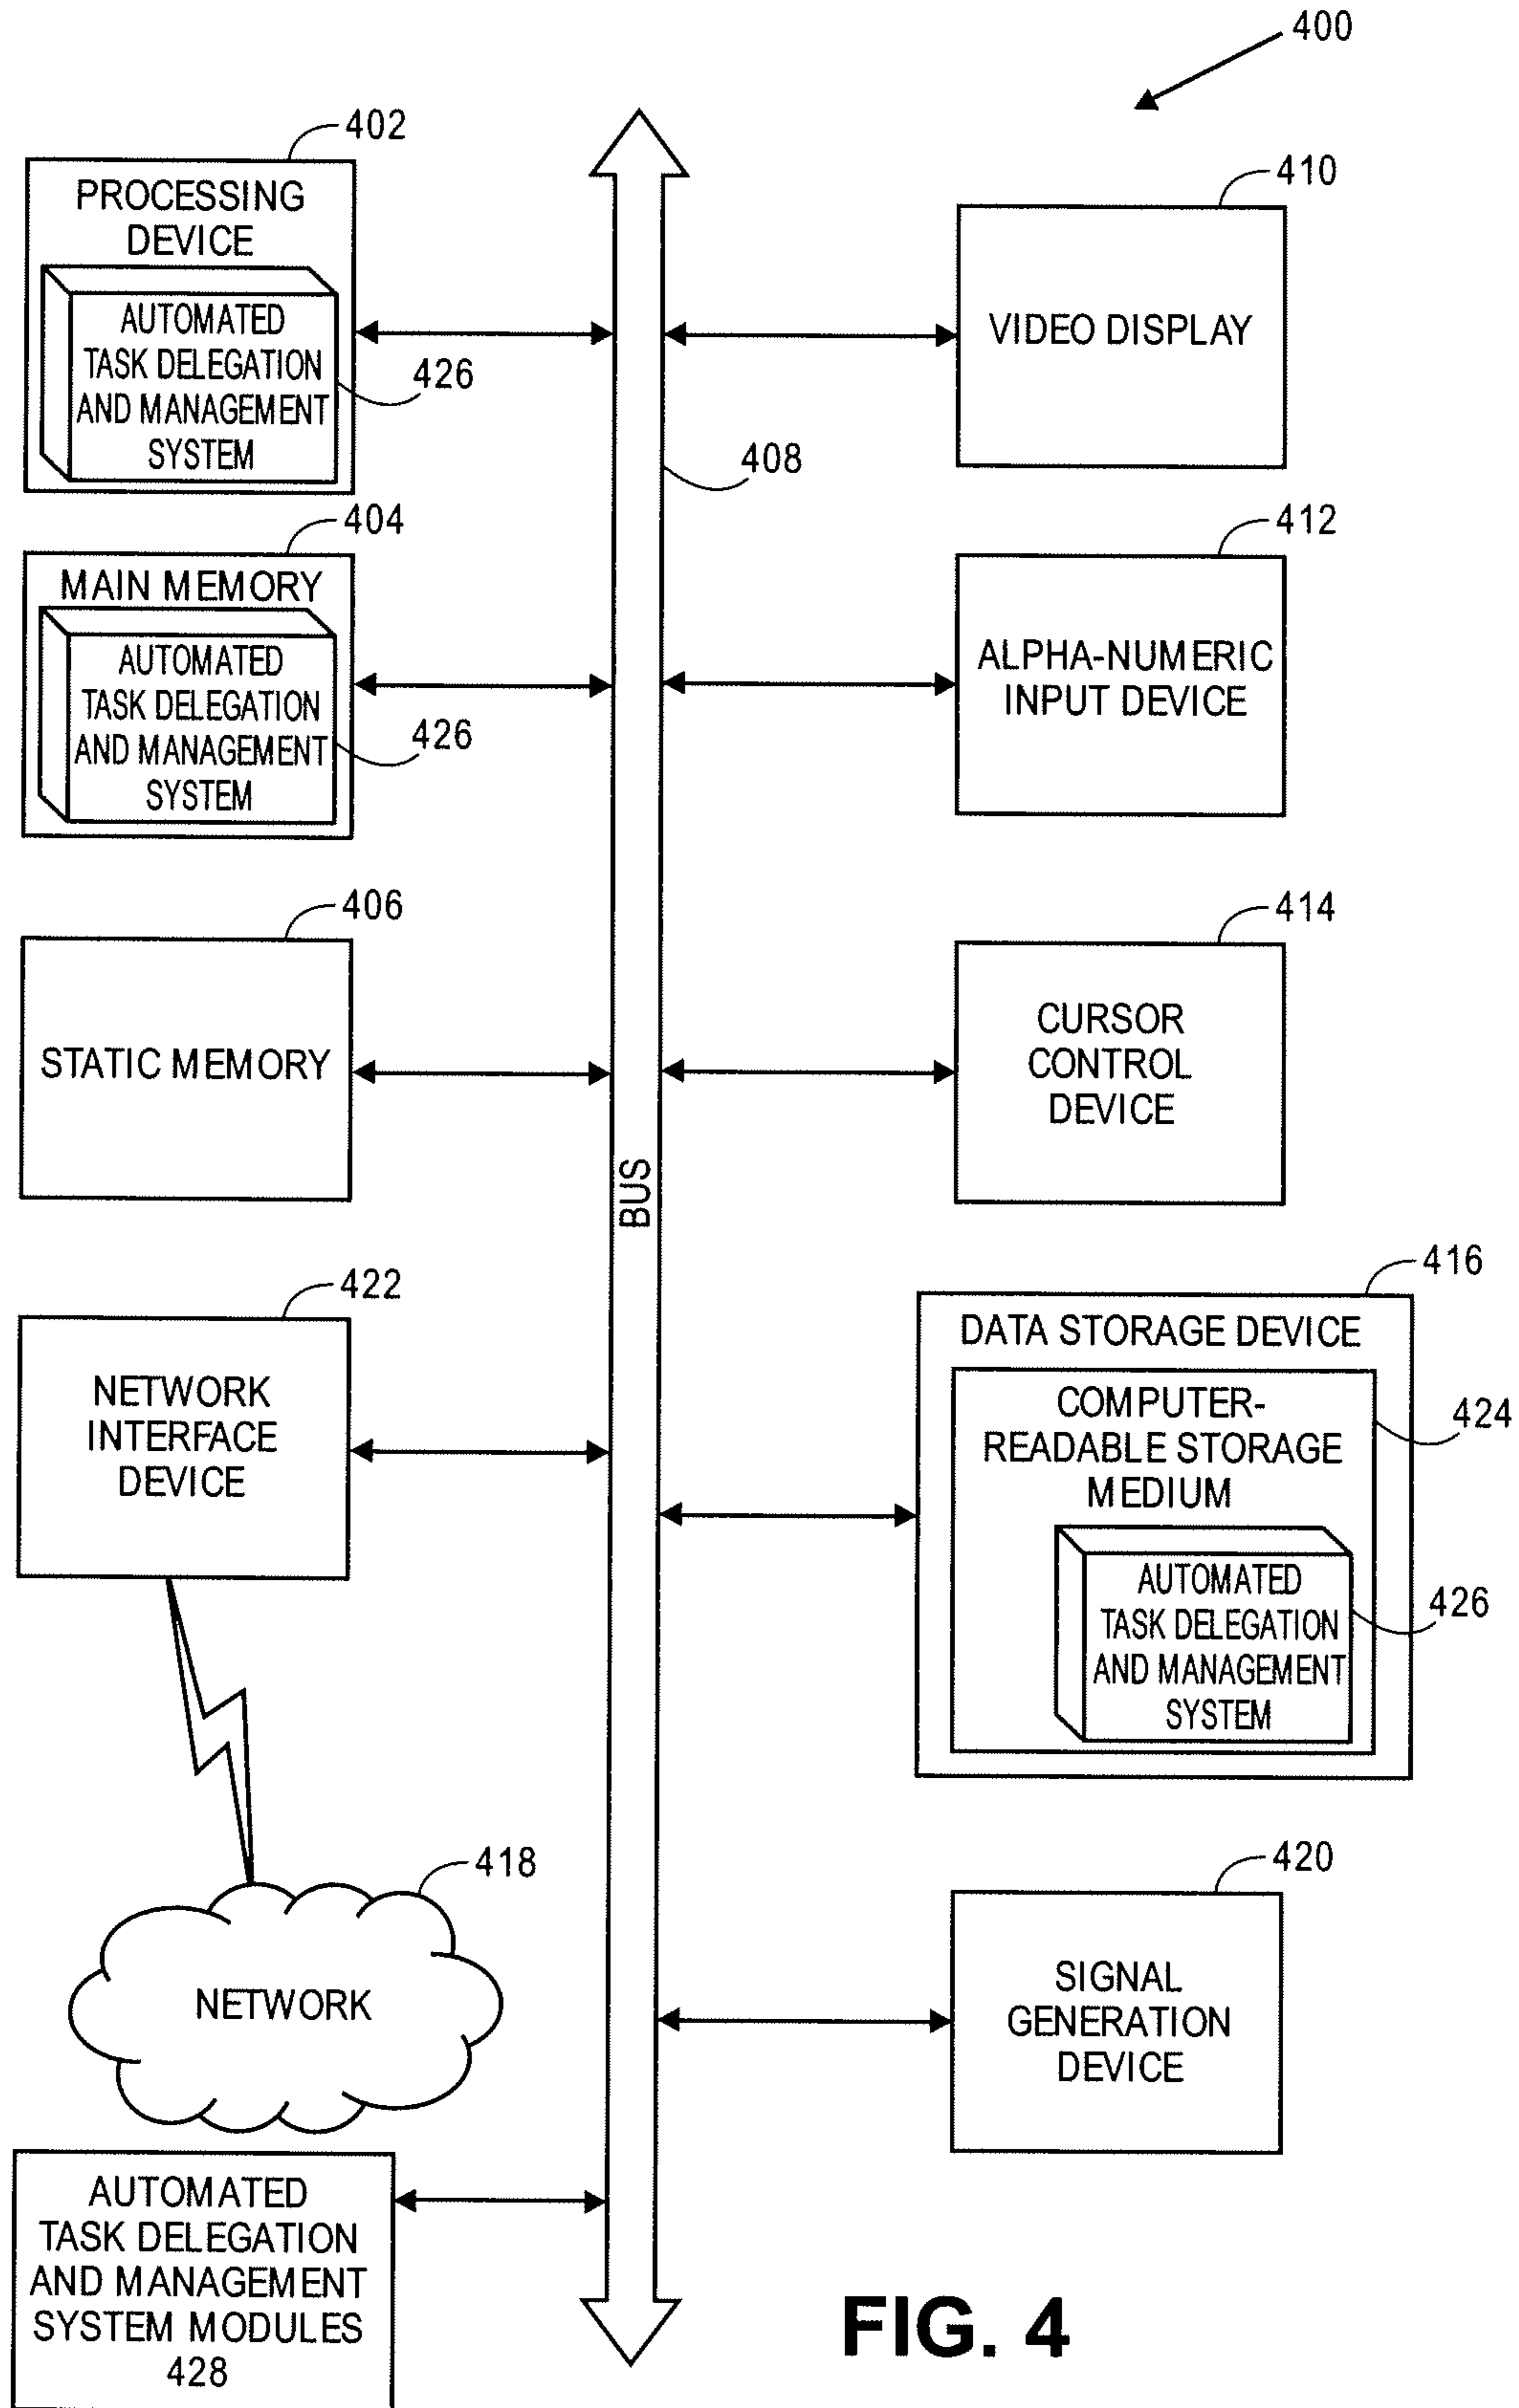 400
402
PROCESSING
DEVICE
AUTOMATED
TASK DELEGATION
AND MANAGEMENT
SYSTEM
426
404
MAIN MEMORY
AUTOMATED
TASK DELEGATION
AND MANAGEMENT
SYSTEM
426
406
STATIC MEMORY
422
NETWORK
INTERFACE
DEVICE
418
NETWORK
AUTOMATED
TASK DELEGATION
AND MANAGEMENT
SYSTEM MODULES
428
408
BUS
410
VIDEO DISPLAY
412
ALPHA-NUMERIC
INPUT DEVICE
414
CURSOR
CONTROL
DEVICE
416
DATA STORAGE DEVICE
COMPUTER-
READABLE STORAGE
MEDIUM
424
AUTOMATED
TASK DELEGATION
AND MANAGEMENT
SYSTEM
426
420
SIGNAL
GENERATION
DEVICE
FIG. 4